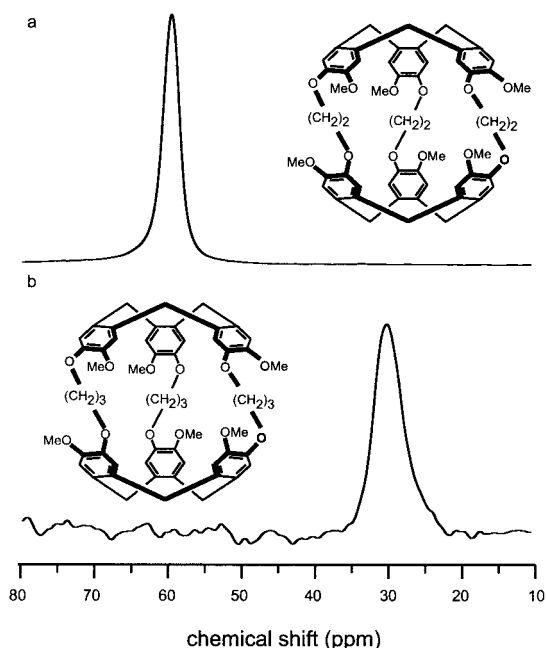 a
O MeO MeO O O OMe
(CH2)2 (CH2)2 (CH2)2
MeO O O OMe OMe O
b
O MeO MeO O O OMe
(CH2)3 (CH2)3 (CH2)3
MeO O O OMe OMe O
80 70 60 50 40 30 20 10
chemical shift (ppm)